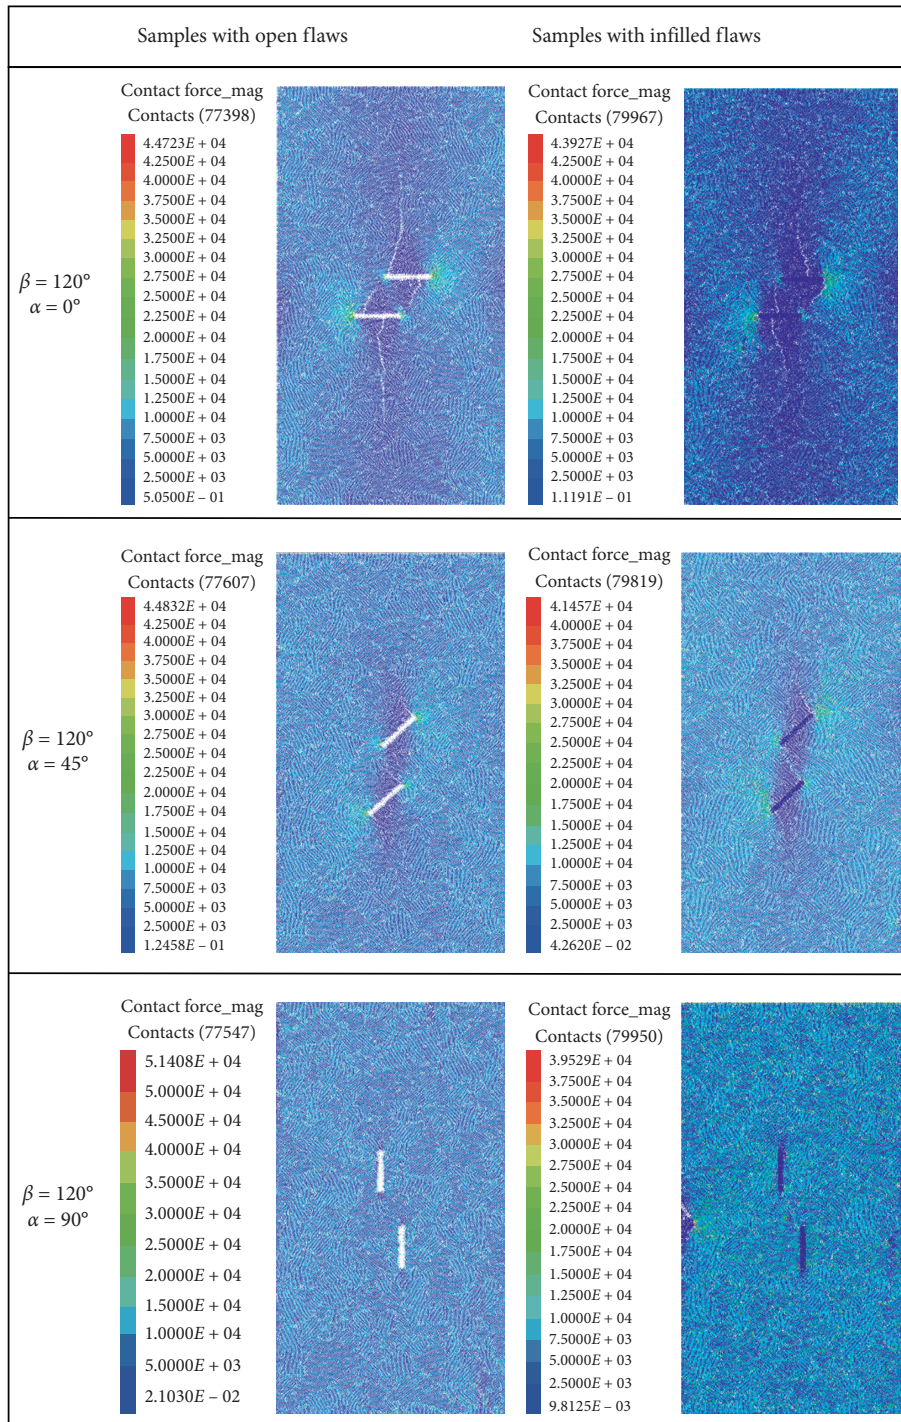 Samples with open flaws
Samples with infilled flaws
β = 120°
α = 0°
Contact force_mag
Contacts (77398)
4.4723E + 04
4.2500E + 04
4.0000E + 04
3.7500E + 04
3.5000E + 04
3.2500E + 04
3.0000E + 04
2.7500E + 04
2.5000E + 04
2.2500E + 04
2.0000E + 04
1.7500E + 04
1.5000E + 04
1.2500E + 04
1.0000E + 04
7.5000E + 03
5.0000E + 03
2.5000E + 03
5.0500E − 01
Contact force_mag
Contacts (79967)
4.3927E + 04
4.2500E + 04
4.0000E + 04
3.7500E + 04
3.5000E + 04
3.2500E + 04
3.0000E + 04
2.7500E + 04
2.5000E + 04
2.2500E + 04
2.0000E + 04
1.7500E + 04
1.5000E + 04
1.2500E + 04
1.0000E + 04
7.5000E + 03
5.0000E + 03
2.5000E + 03
1.1191E − 01
β = 120°
α = 45°
Contact force_mag
Contacts (77607)
4.4832E + 04
4.2500E + 04
4.0000E + 04
3.7500E + 04
3.5000E + 04
3.2500E + 04
3.0000E + 04
2.7500E + 04
2.5000E + 04
2.2500E + 04
2.0000E + 04
1.7500E + 04
1.5000E + 04
1.2500E + 04
1.0000E + 04
7.5000E + 03
5.0000E + 03
2.5000E + 03
1.2458E − 01
Contact force_mag
Contacts (79819)
4.1457E + 04
4.0000E + 04
3.7500E + 04
3.5000E + 04
3.2500E + 04
3.0000E + 04
2.7500E + 04
2.5000E + 04
2.2500E + 04
2.0000E + 04
1.7500E + 04
1.5000E + 04
1.2500E + 04
1.0000E + 04
7.5000E + 03
5.0000E + 03
2.5000E + 03
4.2620E − 02
β = 120°
α = 90°
Contact force_mag
Contacts (77547)
5.1408E + 04
5.0000E + 04
4.5000E + 04
4.0000E + 04
3.5000E + 04
3.0000E + 04
2.5000E + 04
2.0000E + 04
1.5000E + 04
1.0000E + 04
5.0000E + 03
2.1030E − 02
Contact force_mag
Contacts (79950)
3.9529E + 04
3.7500E + 04
3.5000E + 04
3.2500E + 04
3.0000E + 04
2.7500E + 04
2.5000E + 04
2.2500E + 04
2.0000E + 04
1.7500E + 04
1.5000E + 04
1.2500E + 04
1.0000E + 04
7.5000E + 03
5.0000E + 03
2.5000E + 03
9.8125E − 03